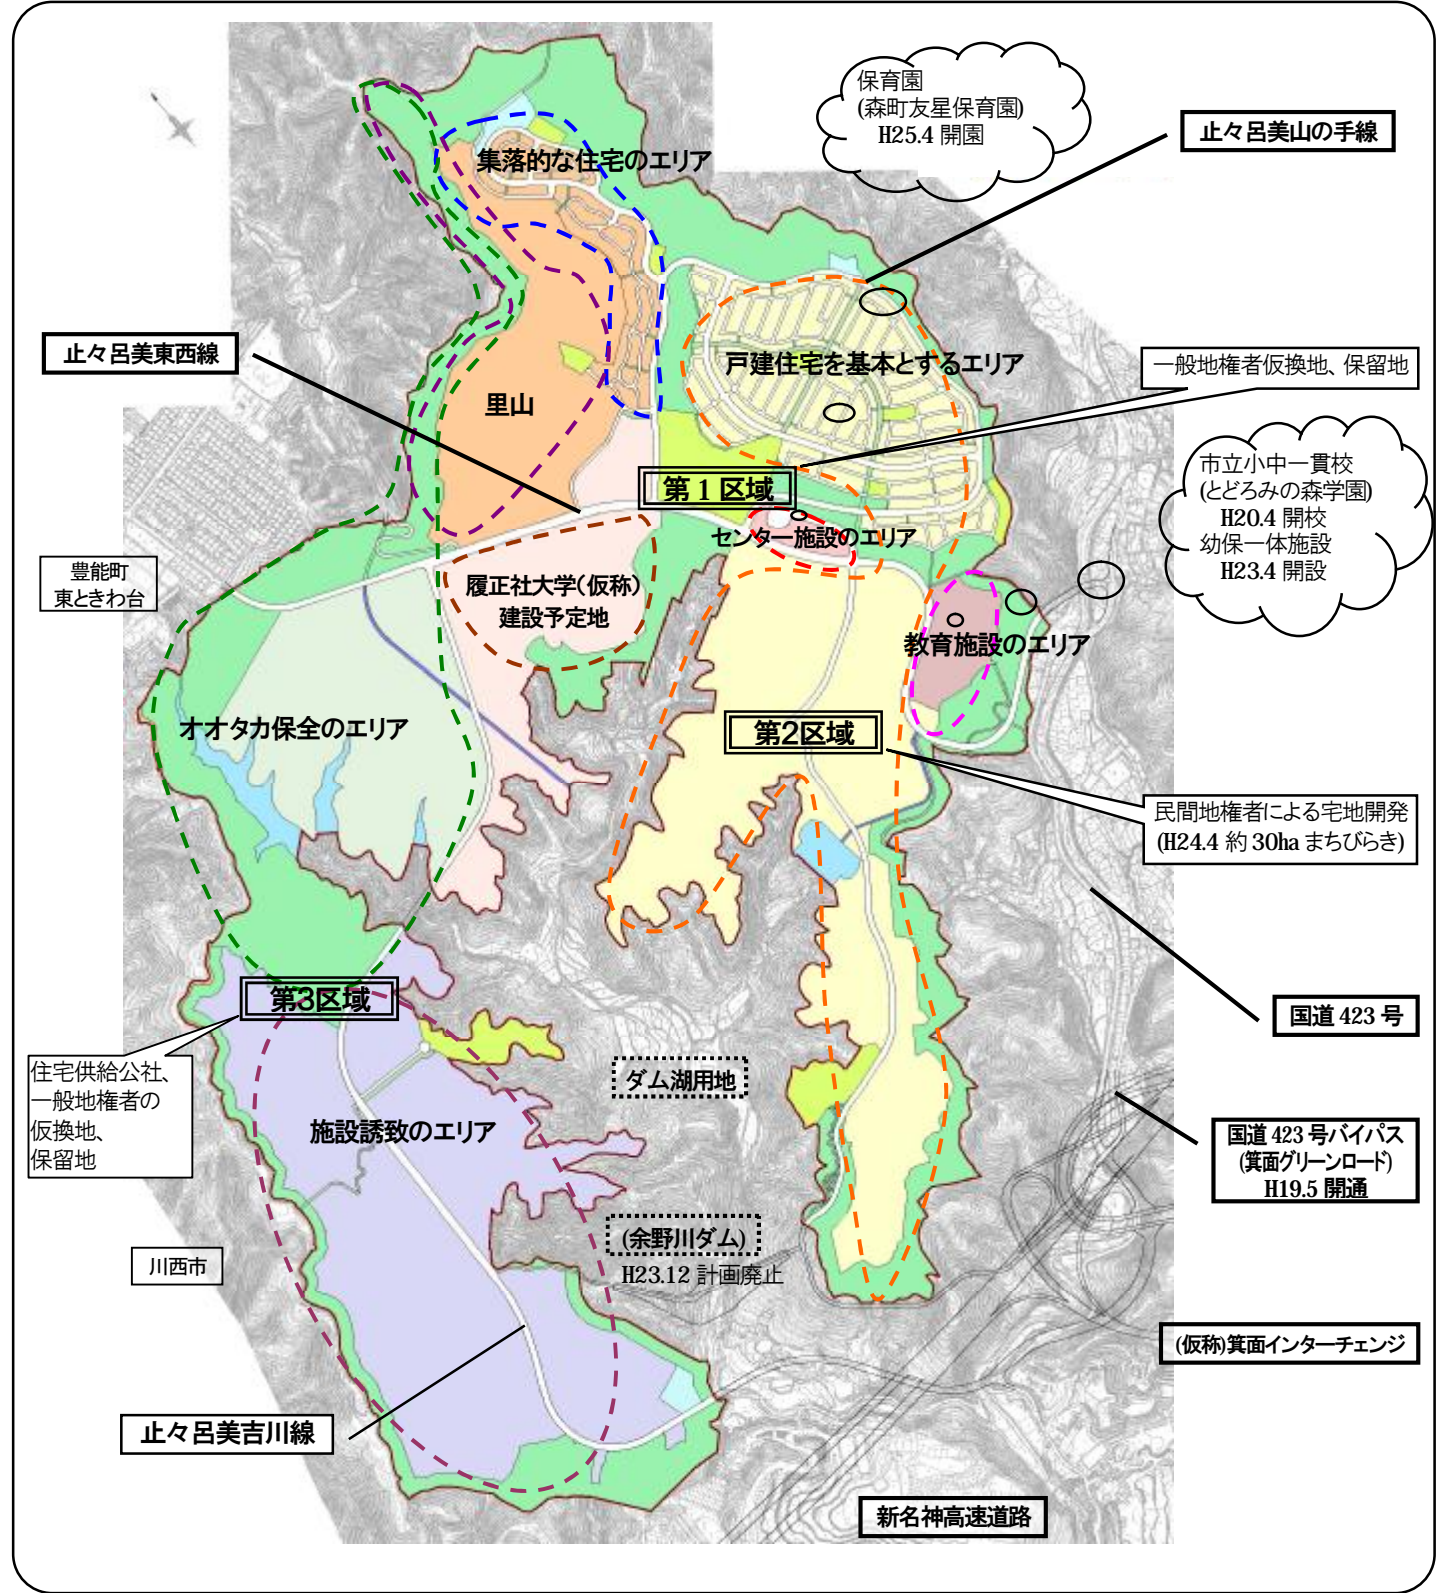 保育園
(森町友星保育園)
H25.4 開園
止々呂美山の手線
集落的な住宅のエリア
止々呂美東西線
戸建住宅を基本とするエリア
一般地権者仮換地、保留地
里山
市立小中一貫校
(とどろみの森学園)
H20.4 開校
幼保一体施設
H23.4 開設
第1区域
センター施設のエリア
豊能町
東ときわ台
履正社大学(仮称)
建設予定地
教育施設のエリア
オオタカ保全のエリア
第2区域
民間地権者による宅地開発
(H24.4 約30ha まちびらき)
第3区域
国道423号
住宅供給公社、
一般地権者の
仮換地、
保留地
ダム湖用地
施設誘致のエリア
国道423号バイパス
(箕面グリーンロード)
H19.5 開通
(余野川ダム)
H23.12 計画廃止
川西市
(仮称)箕面インターチェンジ
止々呂美吉川線
新名神高速道路